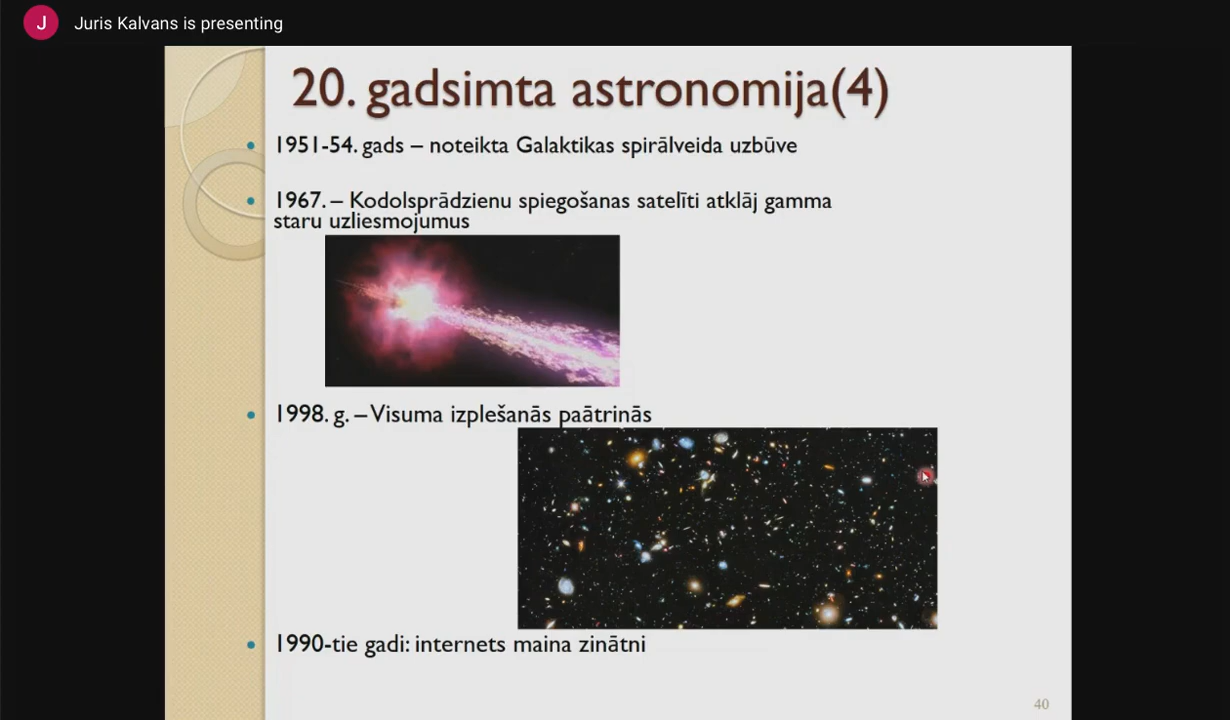 J
Juris Kalvans is presenting
20. gadsimta astronomija(4)
• 1951-54. gads – noteikta Galaktikas spirālveida uzbūve
• 1967. – Kodolsprādzienu spiegošanas satelīti atklāj gamma
staru uzliesmojumus
• 1998. g. – Visuma izplešanās paātrinās
• 1990-tie gadi: internets maina zinātni
40